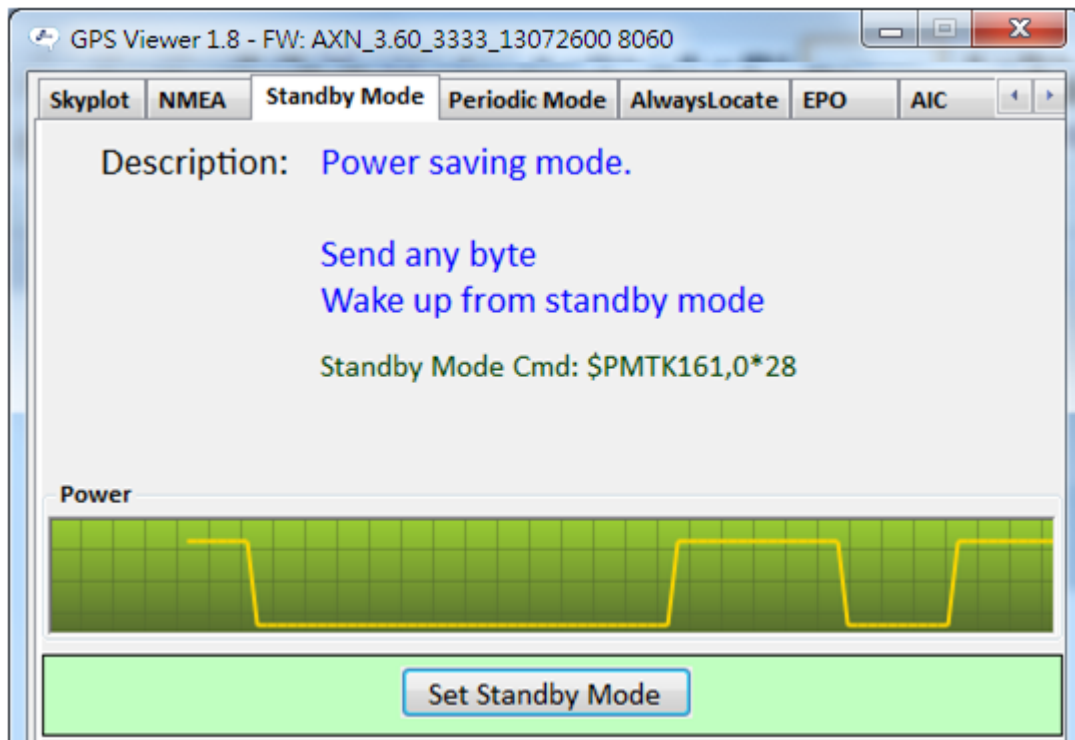 GPS Viewer 1.8 - FW: AXN_3.60_3333_13072600 8060
Skyplot NMEA Standby Mode Periodic Mode AlwaysLocate EPO AIC
Description: Power saving mode.
Send any byte
Wake up from standby mode
Standby Mode Cmd: $PMTK161,0*28
Power
Set Standby Mode